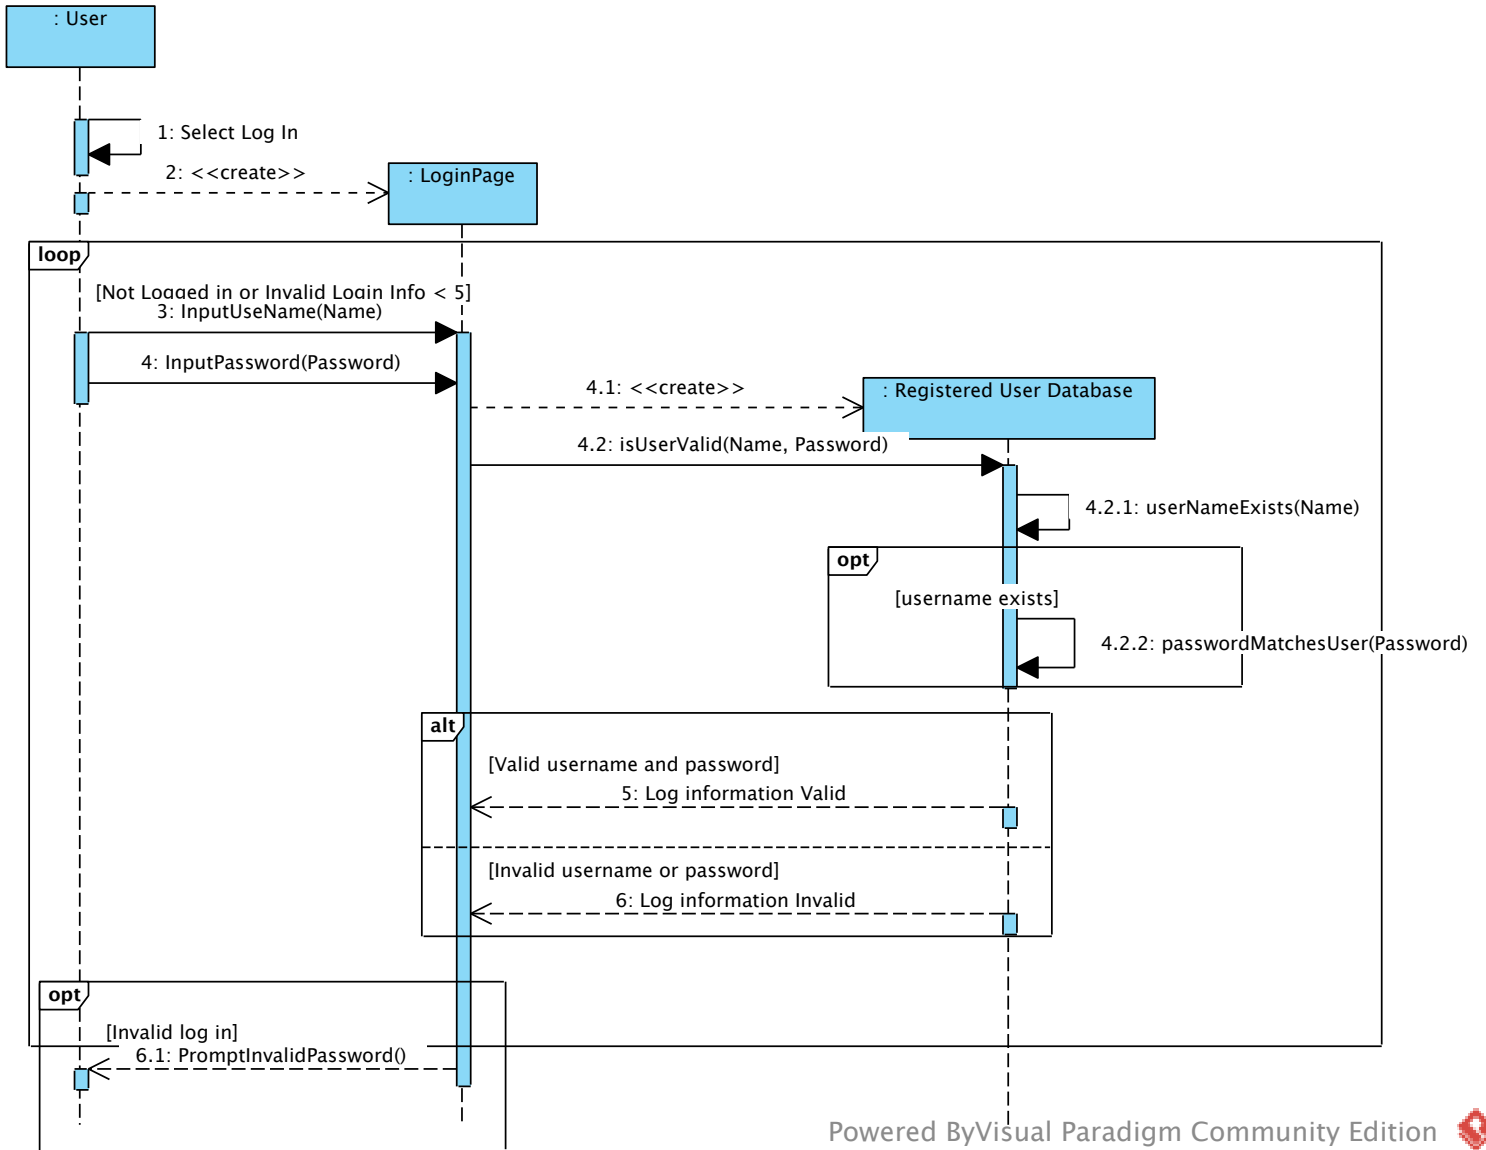 : User
1: Select Log In
2: <<create>>
: LoginPage
loop
[Not Logged in or Invalid Login Info < 5]
3: InputUseName(Name)
4: InputPassword(Password)
4.1: <<create>>
: Registered User Database
4.2: isUserValid(Name, Password)
4.2.1: userNameExists(Name)
opt
[username exists]
4.2.2: passwordMatchesUser(Password)
alt
[Valid username and password]
5: Log information Valid
[Invalid username or password]
6: Log information Invalid
opt
[Invalid log in]
6.1: PromptInvalidPassword()
Powered ByVisual Paradigm Community Edition